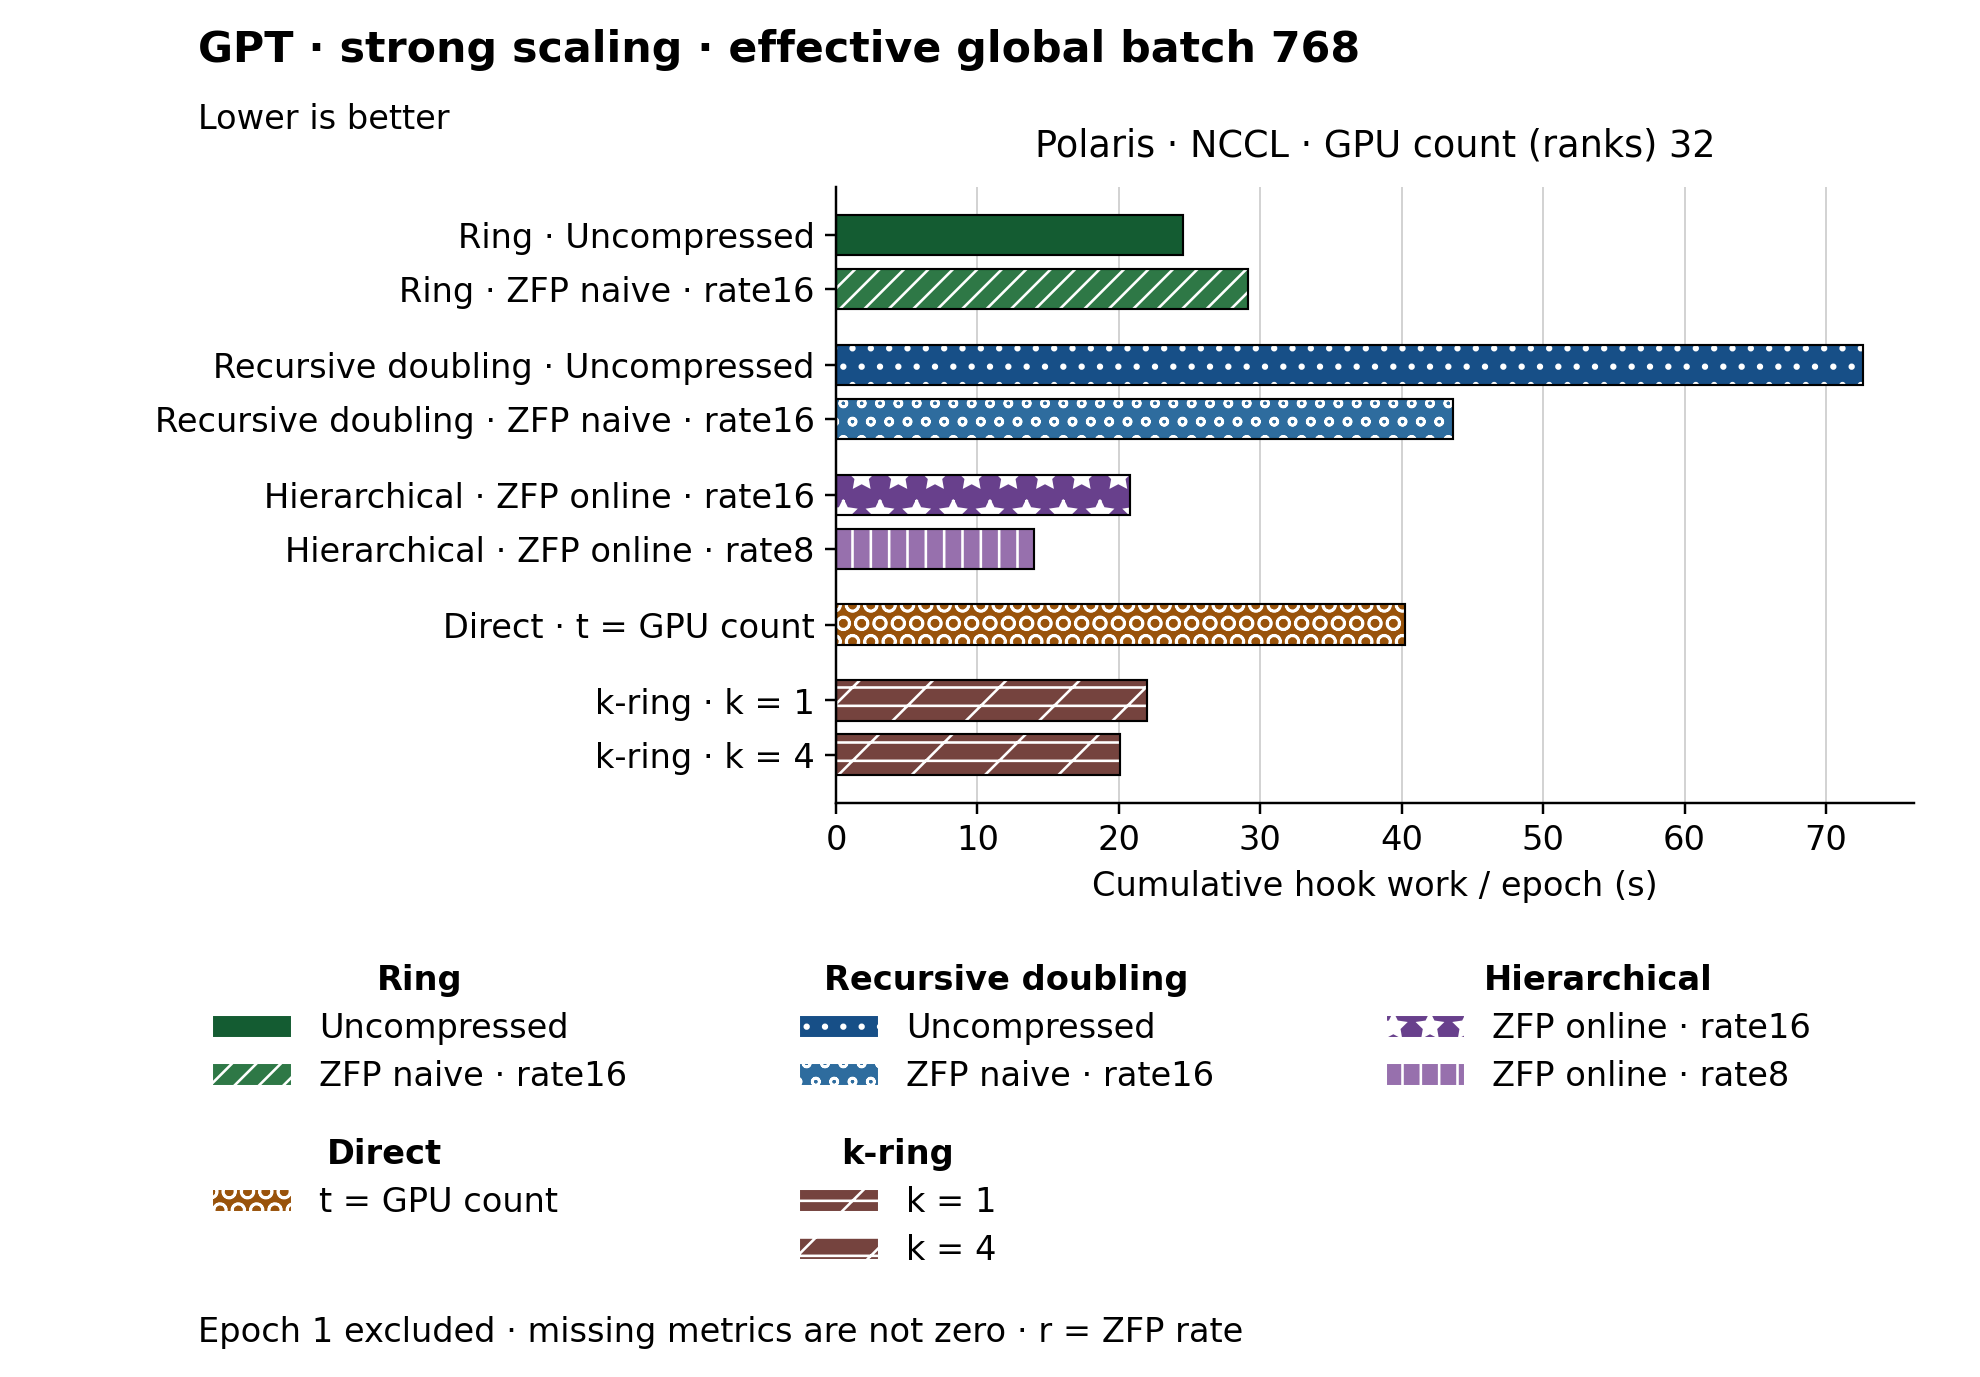 GPT · strong scaling · effective global batch 768
Lower is better
Polaris · NCCL · GPU count (ranks) 32
Ring · Uncompressed
Ring · ZFP naive · rate16
Recursive doubling · Uncompressed
Recursive doubling · ZFP naive · rate16
Hierarchical · ZFP online · rate16
Hierarchical · ZFP online · rate8
Direct · t = GPU count
k-ring · k = 1
k-ring · k = 4
0 10 20 30 40 50 60 70
Cumulative hook work / epoch (s)
Ring
Uncompressed
ZFP naive · rate16
Recursive doubling
Uncompressed
ZFP naive · rate16
Hierarchical
ZFP online · rate16
ZFP online · rate8
Direct
t = GPU count
k-ring
k = 1
k = 4
Epoch 1 excluded · missing metrics are not zero · r = ZFP rate